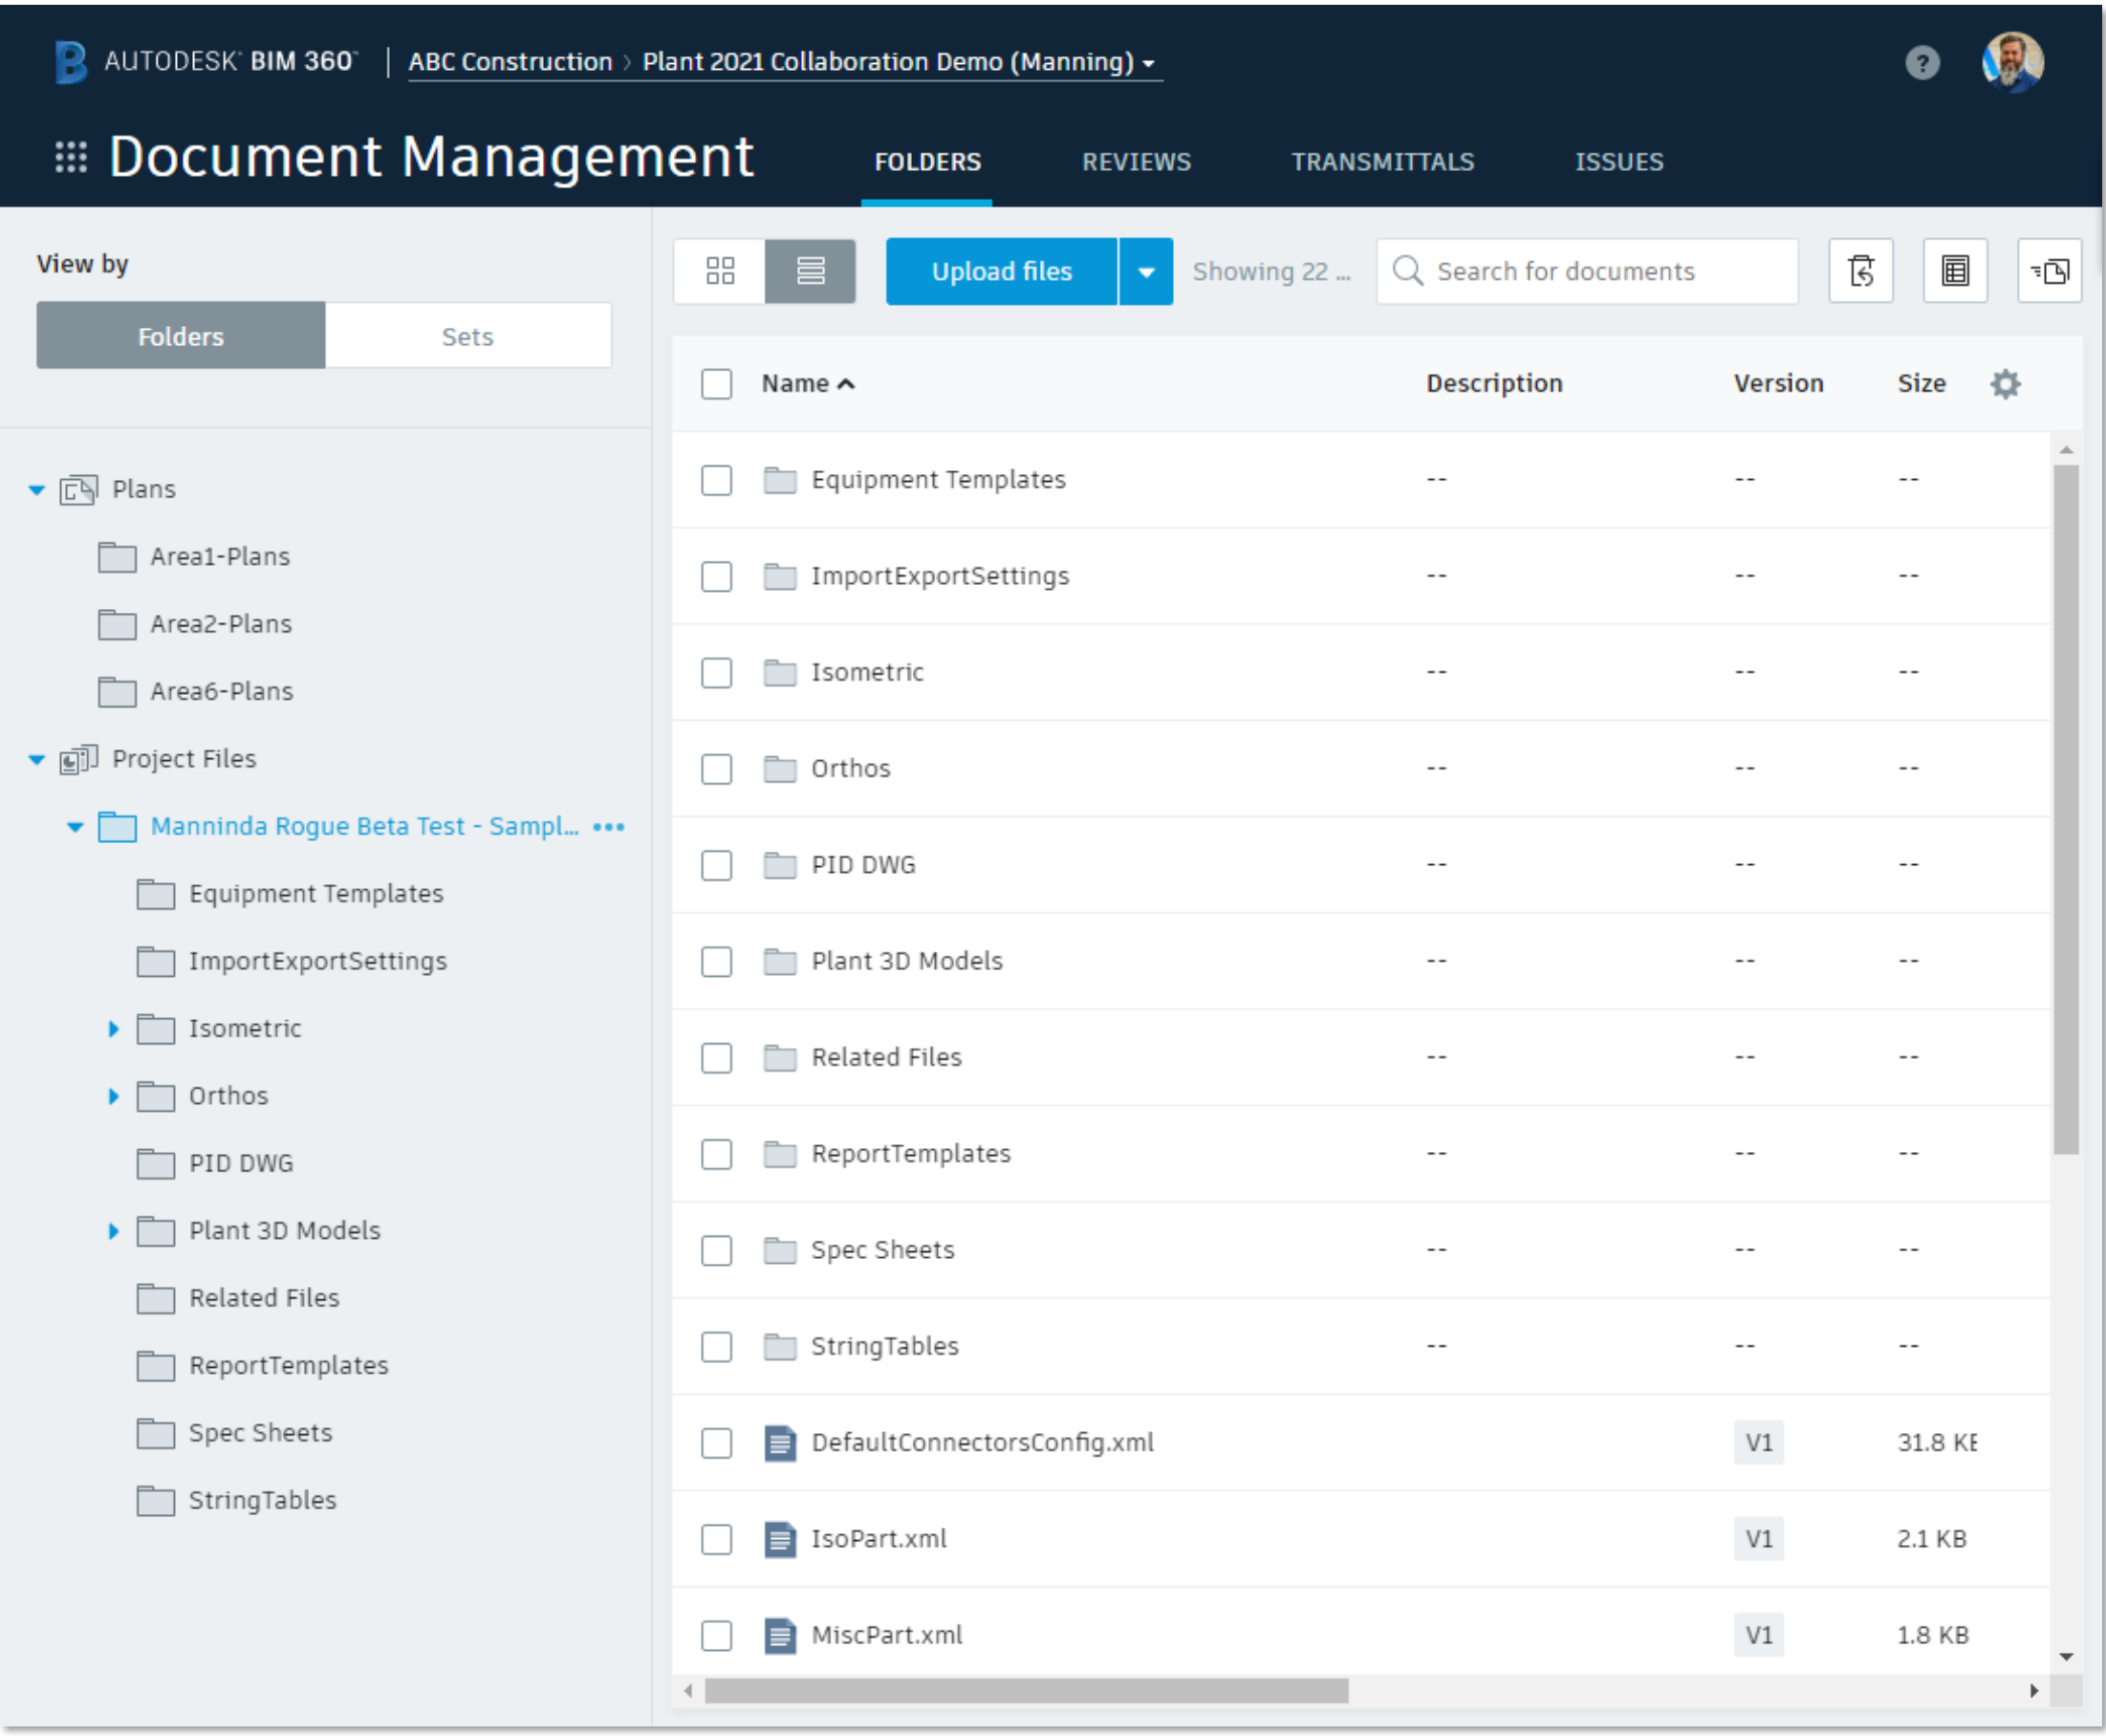 AUTODESK® BIM 360™ | ABC Construction > Plant 2021 Collaboration Demo (Manning)
?
Document Management FOLDERS REVIEWS TRANSMITTALS ISSUES
View by
Folders Sets
Upload files Showing 22 ... Search for documents
Name Description Version Size
Plans
Area1-Plans
Area2-Plans
Area6-Plans
Project Files
Manninda Rogue Beta Test - Sampl... •••
Equipment Templates
ImportExportSettings
Isometric
Orthos
PID DWG
Plant 3D Models
Related Files
ReportTemplates
Spec Sheets
StringTables
Equipment Templates -- -- --
ImportExportSettings -- -- --
Isometric -- -- --
Orthos -- -- --
PID DWG -- -- --
Plant 3D Models -- -- --
Related Files -- -- --
ReportTemplates -- -- --
Spec Sheets -- -- --
StringTables -- -- --
DefaultConnectorsConfig.xml V1 31.8 KB
IsoPart.xml V1 2.1 KB
MiscPart.xml V1 1.8 KB